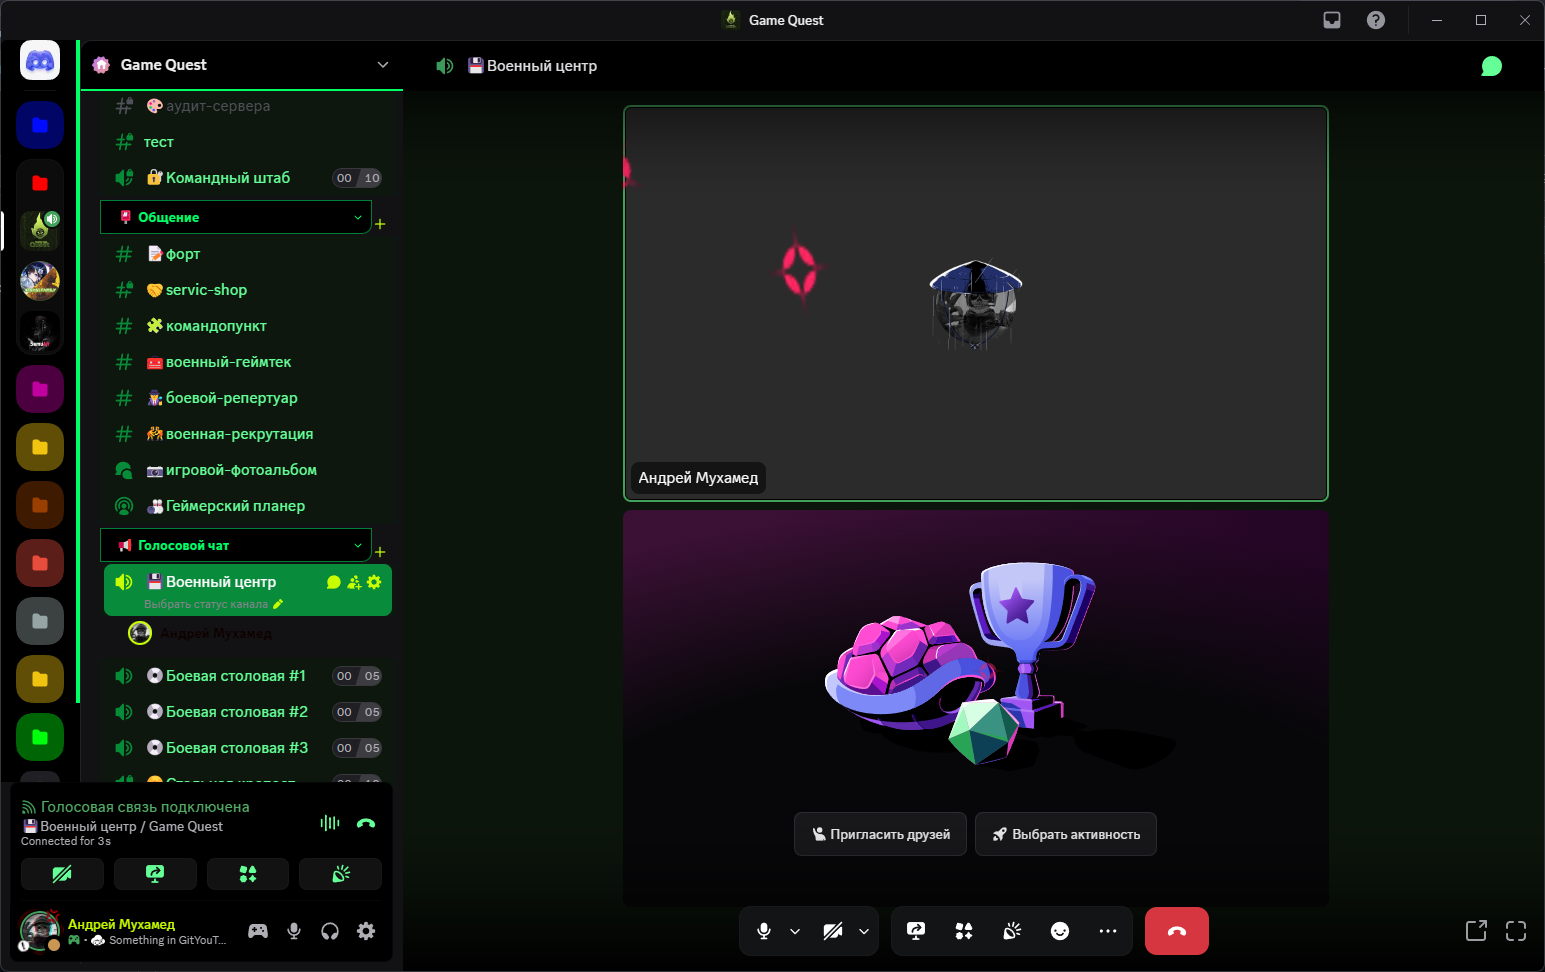 Game Quest
Game Quest
Военный центр
аудит-сервера
тест
Командный штаб 00 10
Общение
форт
servic-shop
командопункт
военный-геймтек
боевой-репертуар
военная-рекрутация
игровой-фотоальбом
Геймерский планер
Голосовой чат
Военный центр
Выбрать статус канала
Андрей Мухамед
Боевая столовая #1 00 05
Боевая столовая #2 00 05
Боевая столовая #3 00 05
Голосовая связь подключена
Военный центр / Game Quest
Connected for 3s
Андрей Мухамед
Something in GitYouT...
Андрей Мухамед
Пригласить друзей
Выбрать активность